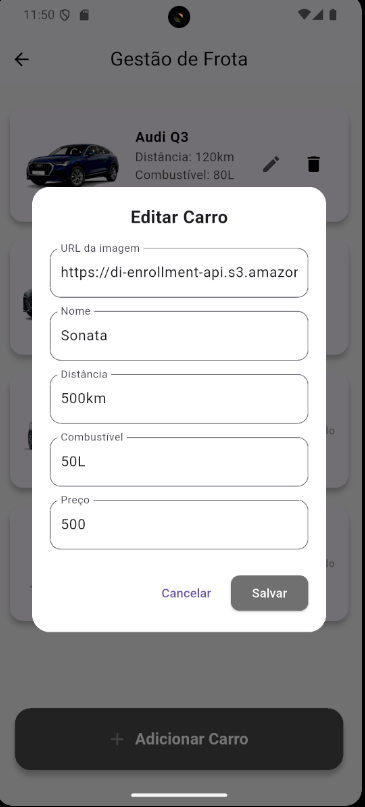 11:50
Gestão de Frota
Audi Q3
Distância: 120km
Combustível: 80L
Editar Carro
URL da imagem
https://di-enrollment-api.s3.amazor
Nome
Sonata
Distância
500km
Combustível
50L
Preço
500
Cancelar
Salvar
Adicionar Carro